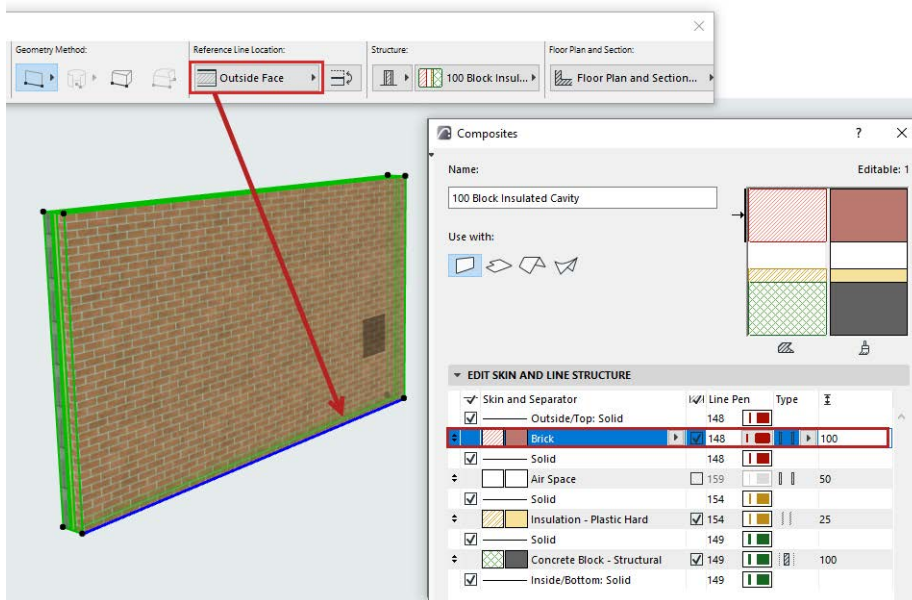 Geometry Method:
Reference Line Location:
Structure:
Floor Plan and Section:
Outside Face
100 Block Insul...
Floor Plan and Section...
Composites
?
Name:
Editable: 1
100 Block Insulated Cavity
Use with:
EDIT SKIN AND LINE STRUCTURE
Skin and Separator Line Pen Type
Outside/Top: Solid 148
Brick 148 100
Solid 148
Air Space 159 50
Solid 154
Insulation - Plastic Hard 154 25
Solid 149
Concrete Block - Structural 149 100
Inside/Bottom: Solid 149